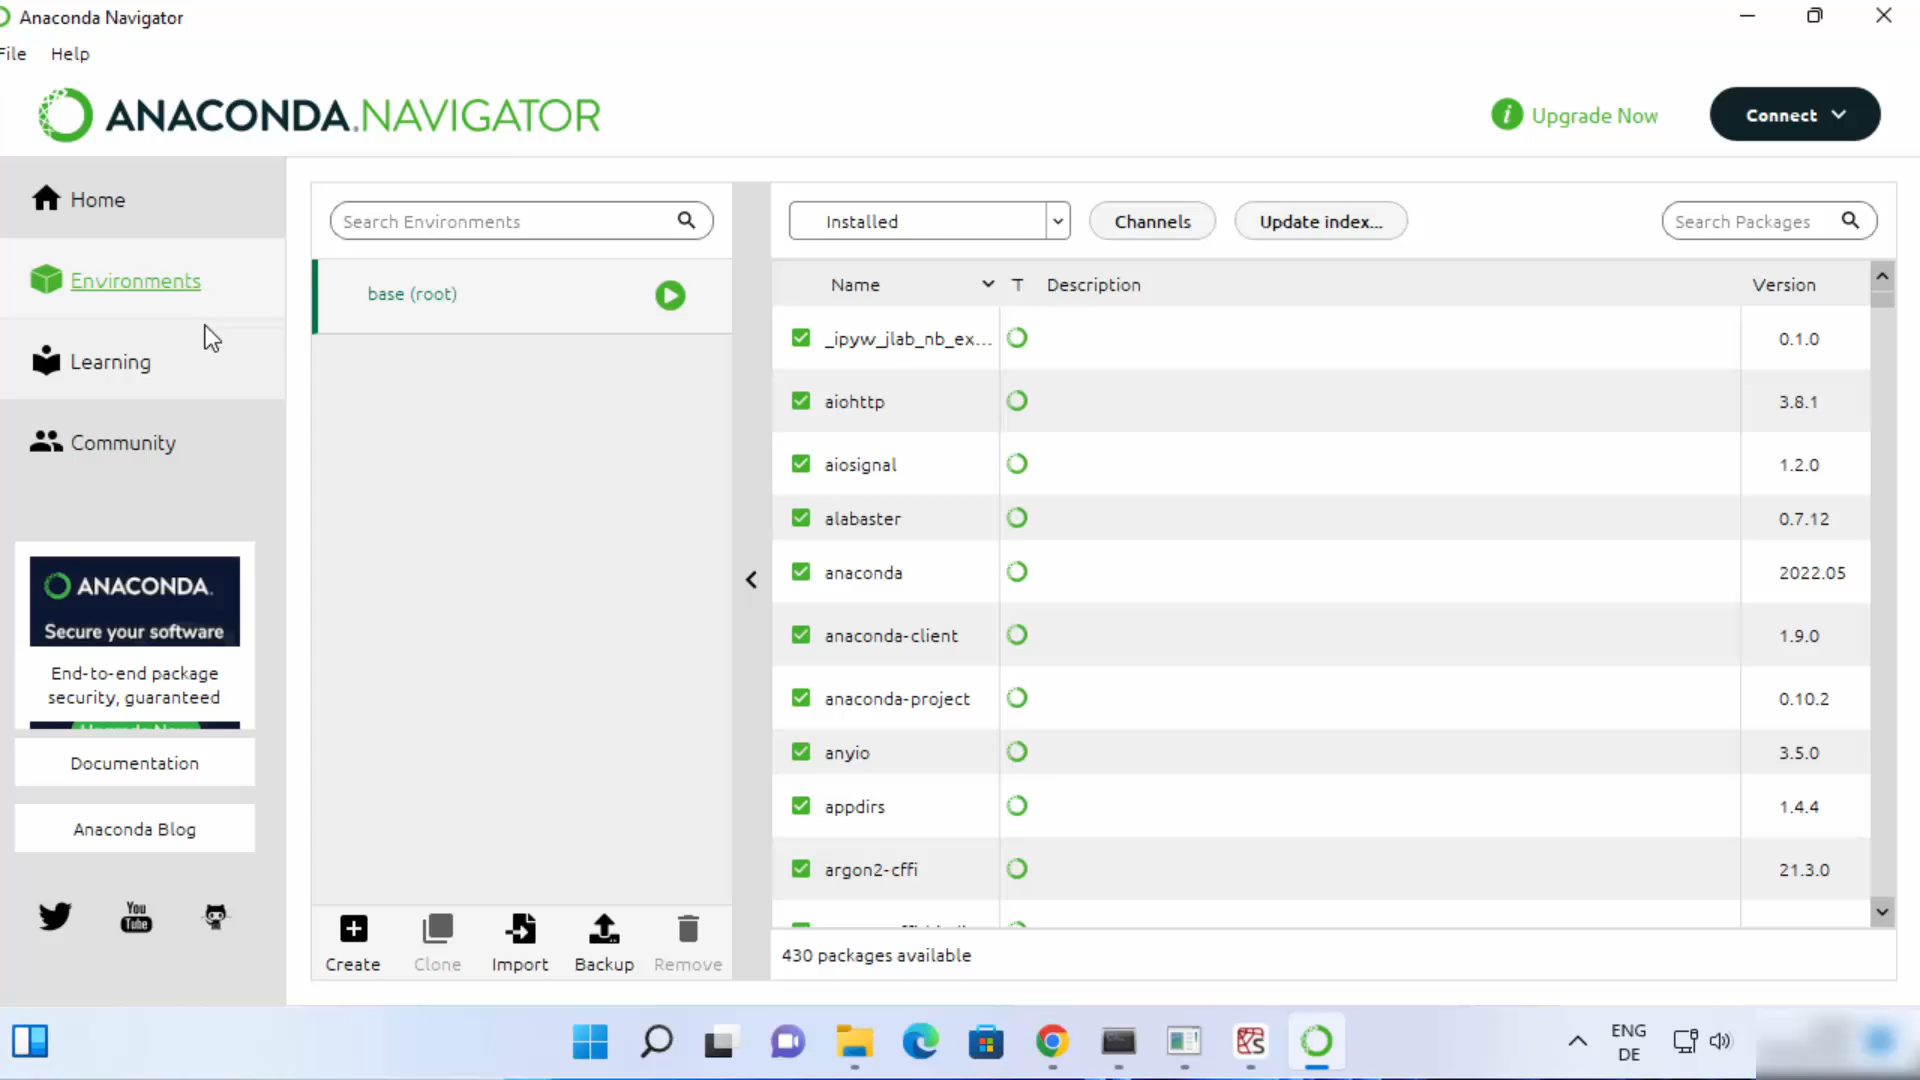 Anaconda Navigator
File Help
ANACONDA.NAVIGATOR
i Upgrade Now
Connect
Home
Environments
Learning
Community
ANACONDA.
Secure your software
End-to-end package
security, guaranteed
Upgrade Now
Documentation
Anaconda Blog
You
Tube
Search Environments
base (root)
Create Clone Import Backup Remove
Installed Channels Update index... Search Packages
Name T Description Version
_ipyw_jlab_nb_ex... 0.1.0
aiohttp 3.8.1
aiosignal 1.2.0
alabaster 0.7.12
anaconda 2022.05
anaconda-client 1.9.0
anaconda-project 0.10.2
anyio 3.5.0
appdirs 1.4.4
argon2-cffi 21.3.0
430 packages available
ENG
DE